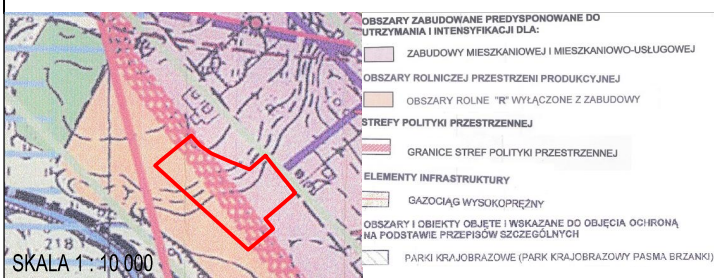 OBSZARY ZABUDOWANE PREDYSPONOWANE DO
UTRZYMANIA I INTENSYFIKACJI DLA:
ZABUDOWY MIESZKANIOWEJ I MIESZKANIOWO-USŁUGOWEJ
OBSZARY ROLNICZEJ PRZESTRZENI PRODUKCYJNEJ
OBSZARY ROLNE "R" WYŁĄCZONE Z ZABUDOWY
STREFY POLITYKI PRZESTRZENNEJ
GRANICE STREF POLITYKI PRZESTRZENNEJ
ELEMENTY INFRASTRUKTURY
GAZOCIĄG WYSOKOPRĘŻNY
OBSZARY I OBIEKTY OBJĘTE I WSKAZANE DO OBJĘCIA OCHRONĄ
NA PODSTAWIE PRZEPISÓW SZCZEGÓLNYCH
PARKI KRAJOBRAZOWE (PARK KRAJOBRAZOWY PASMA BRZANKI)
218
SKALA 1 : 10 000